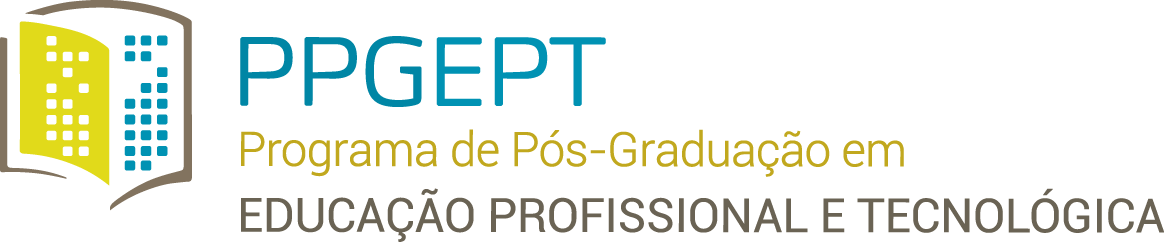 PPGEPT
Programa de Pós-Graduação em
EDUCAÇÃO PROFISSIONAL E TECNOLÓGICA